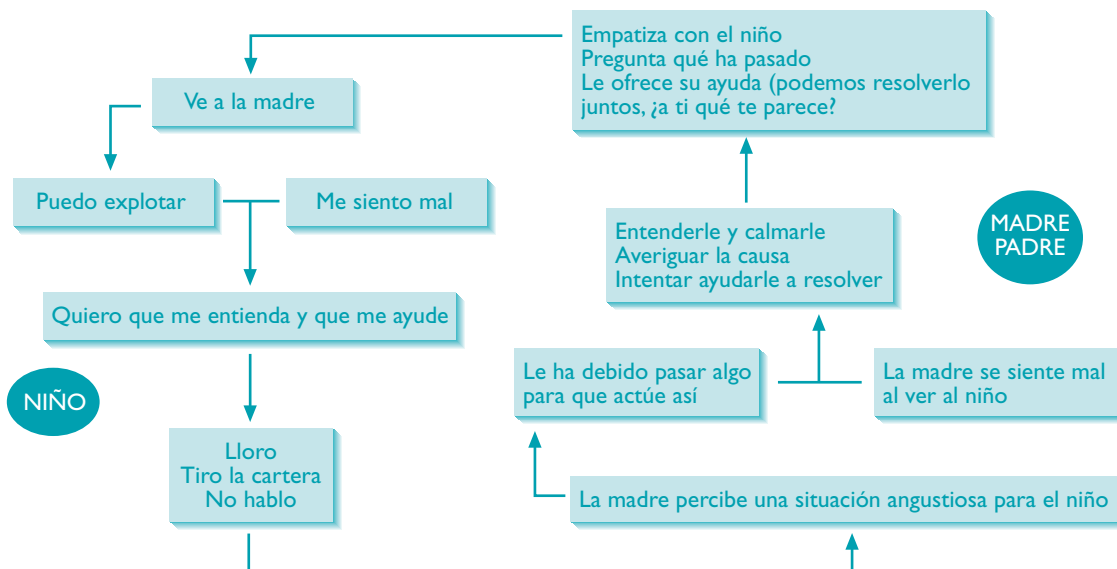 Empatiza con el niño
Pregunta qué ha pasado
Le ofrece su ayuda (podemos resolverlo
juntos, ¿a ti qué te parece?
Ve a la madre
Puedo explotar
Me siento mal
MADRE
PADRE
Entenderle y calmarle
Averiguar la causa
Intentar ayudarle a resolver
Quiero que me entienda y que me ayude
Le ha debido pasar algo
para que actúe así
La madre se siente mal
al ver al niño
NIÑO
Lloro
Tiro la cartera
No hablo
La madre percibe una situación angustiosa para el niño